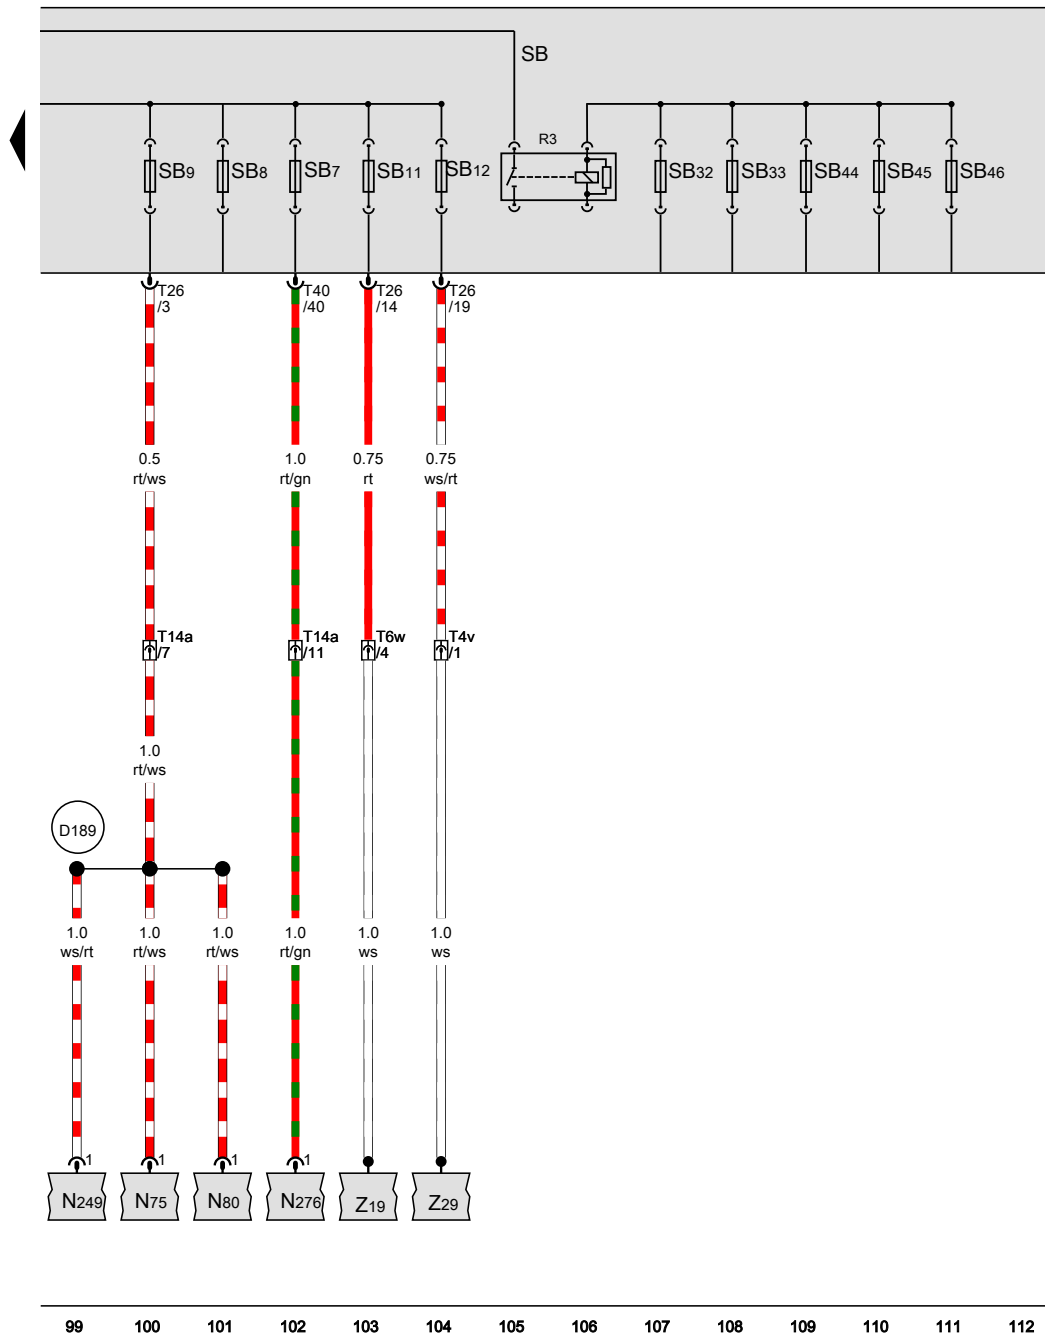 SB
R3
SB9 SB8 SB7 SB11 SB12 SB32 SB33 SB44 SB45 SB46
T26 T40 T26 T26
/3 /40 /14 /19
0.5 1.0 0.75 0.75
rt/ws rt/gn rt ws/rt
T14a T14a T6w T4v
/7 /11 /4 /1
1.0
rt/ws
D189
1.0 1.0 1.0 1.0 1.0 1.0
ws/rt rt/ws rt/ws rt/gn ws ws
1 1 1 1
N249 N75 N80 N276 Z19 Z29
99 100 101 102 103 104 105 106 107 108 109 110 111 112